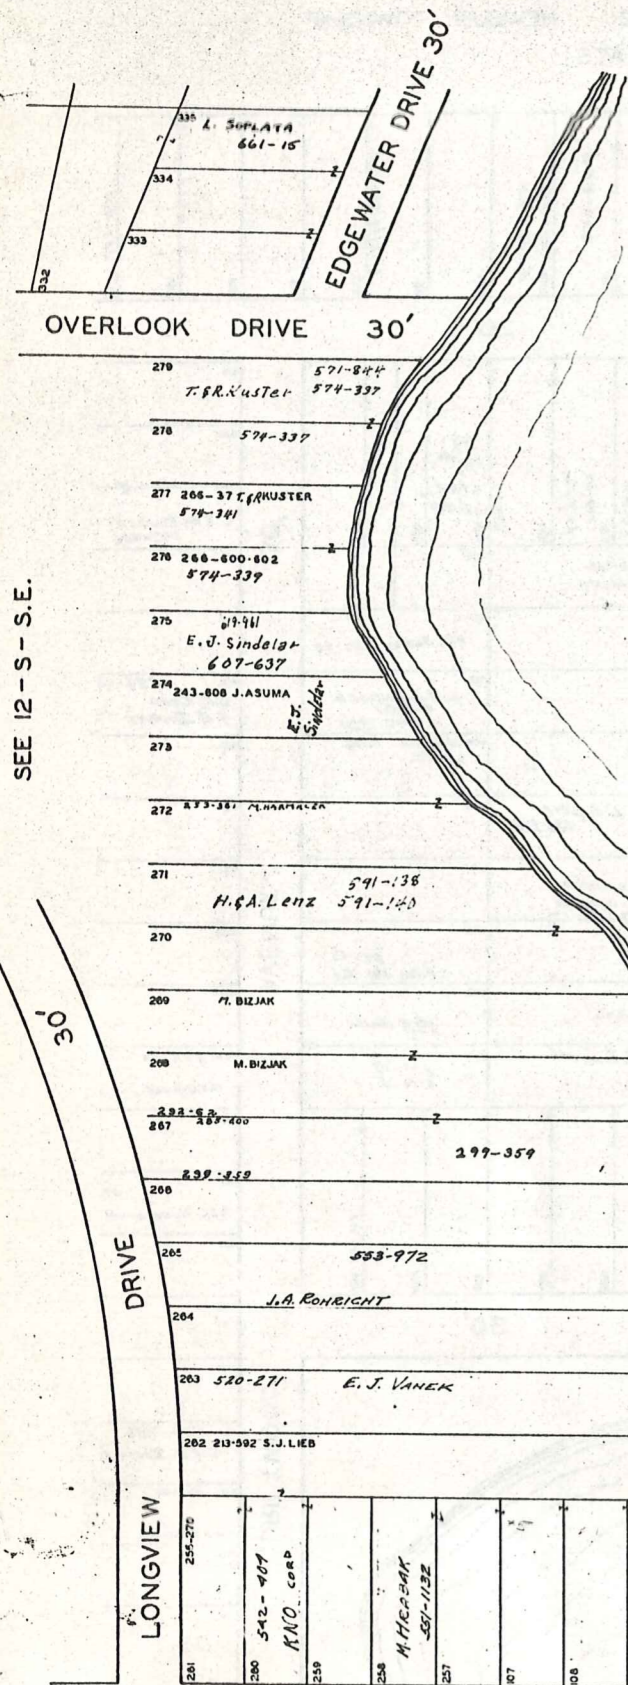 EDGEWATER DRIVE 30'
335 L. SOPLATA
661-15
334
333
332
OVERLOOK DRIVE 30'
279 571-844
T.&R.Kuster 574-337
278 574-337
277 266-37 T.&R KUSTER
574-341
276 266-600-602
574-339
275
E.J. Sindelar
607-637
274 243-608 J.ASUMA
E.J. Sindelar
273
272
271 591-138
H.&A. Lenz 591-140
270
269 M. BIZJAK
268 M. BIZJAK
292-62
267 265-400
299-359
299-359
266
265 553-972
J.A. ROHRICHT
264
263 520-271 E.J. VANEK
262 213-592 S.J. LIEB
SEE 12-S-S.E.
30'
LONGVIEW DRIVE
255-270
261
260
542-407
KNO. CORP
259
258
M. HRABAK
551-1132
257
107
108